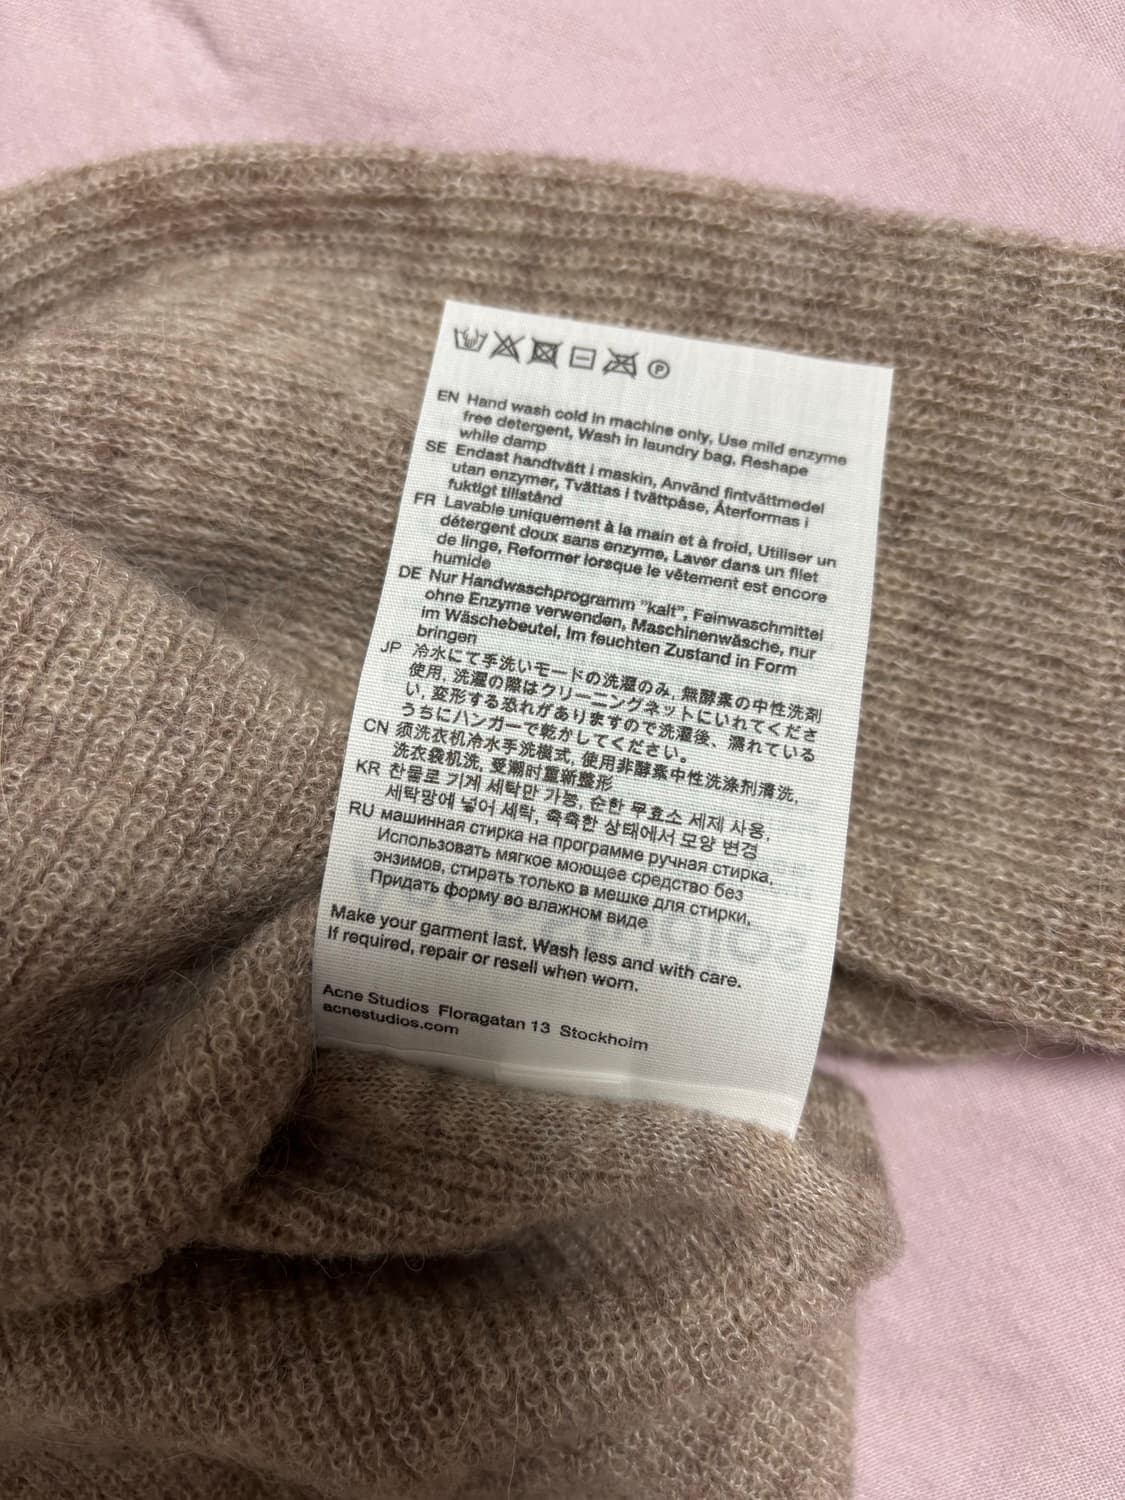 EN Hand wash cold in machine only, Use mild enzyme
free detergent, Wash in laundry bag, Reshape
while damp
SE Endast handtvätt i maskin, Använd fintvättmedel
utan enzymer, Tvättas i tvättpåse, Återformas i
fuktigt tillstånd
FR Lavable uniquement à la main et à froid, Utiliser un
détergent doux sans enzyme, Laver dans un filet
de linge, Reformer lorsque le vêtement est encore
humide
DE Nur Handwaschprogramm "kalt", Feinwaschmittel
ohne Enzyme verwenden, Maschinenwäsche, nur
im Wäschebeutel, Im feuchten Zustand in Form
bringen
JP 冷水にて手洗いモードの洗濯のみ, 無酵素の中性洗剤
使用, 洗濯の際はクリーニングネットにいれてくださ
い, 変形する恐れがありますので洗濯後、濡れている
うちにハンガーで乾かしてください。
CN 须洗衣机冷水手洗模式, 使用非酵素中性洗涤剂清洗,
洗衣袋机洗, 受潮时重新整形
KR 찬물로 기계 세탁만 가능, 순한 무효소 세제 사용,
세탁망에 넣어 세탁, 축축한 상태에서 모양 변경
RU машинная стирка на программе ручная стирка,
Использовать мягкое моющее средство без
энзимов, стирать только в мешке для стирки,
Придать форму во влажном виде
Make your garment last. Wash less and with care.
If required, repair or resell when worn.
Acne Studios Floragatan 13 Stockholm
acnestudios.com